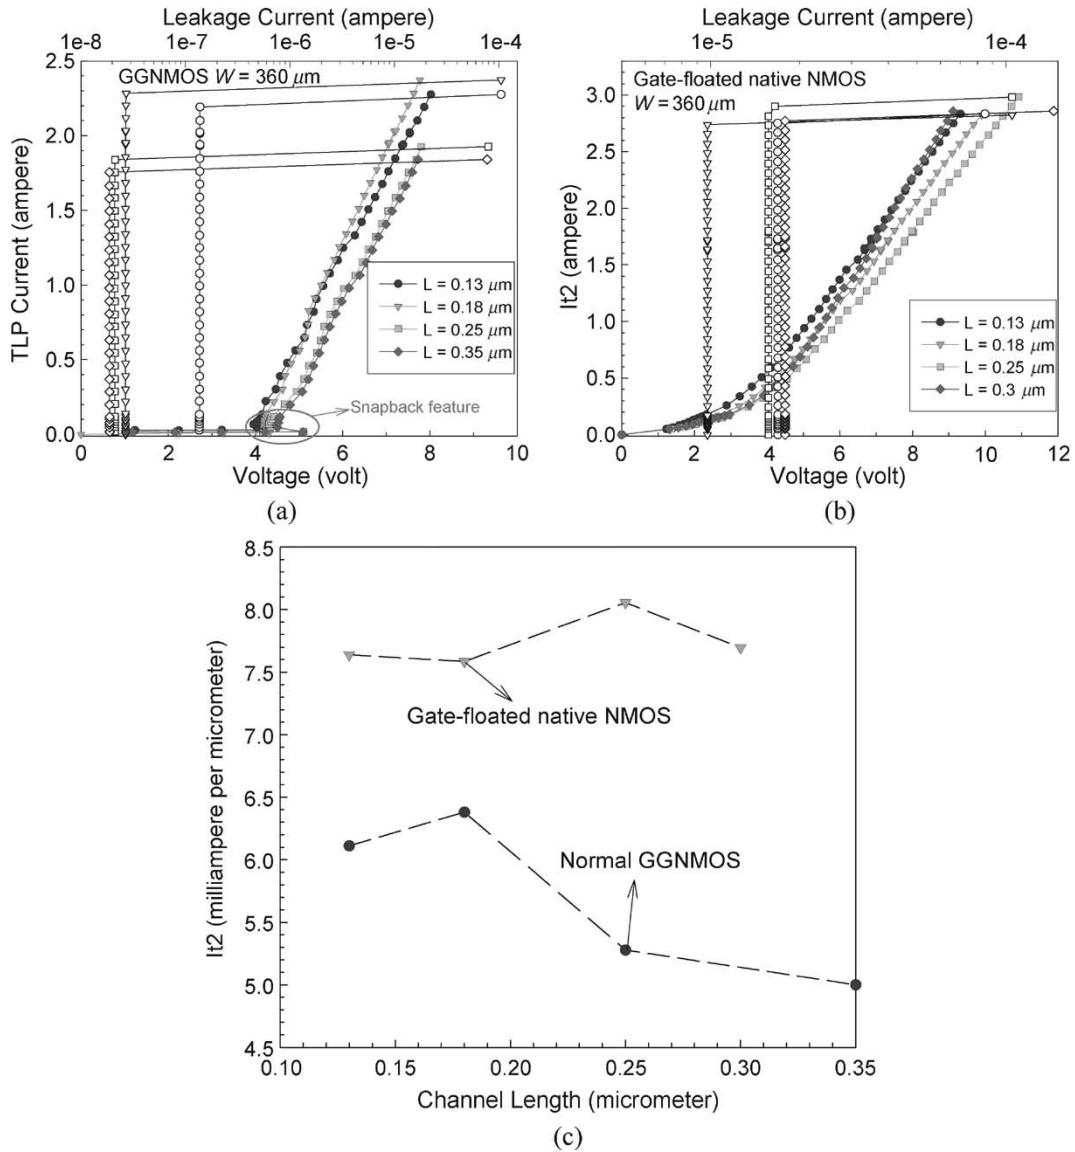 Leakage Current (ampere)
1e-8 1e-7 1e-6 1e-5 1e-4
GGNMOS W = 360 μm
TLP Current (ampere)
2.5
2.0
1.5
1.0
0.5
0.0
L = 0.13 μm
L = 0.18 μm
L = 0.25 μm
L = 0.35 μm
Snapback feature
0 2 4 6 8 10
Voltage (volt)
(a)
Leakage Current (ampere)
1e-5 1e-4
Gate-floated native NMOS
W = 360 μm
It2 (ampere)
3.0
2.5
2.0
1.5
1.0
0.5
0.0
L = 0.13 μm
L = 0.18 μm
L = 0.25 μm
L = 0.3 μm
0 2 4 6 8 10 12
Voltage (volt)
(b)
It2 (milliampere per micrometer)
8.5
8.0
7.5
7.0
6.5
6.0
5.5
5.0
4.5
Gate-floated native NMOS
Normal GGNMOS
0.10 0.15 0.20 0.25 0.30 0.35
Channel Length (micrometer)
(c)